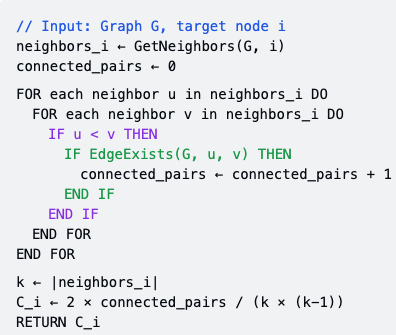 // Input: Graph G, target node i
neighbors_i ← GetNeighbors(G, i)
connected_pairs ← 0
FOR each neighbor u in neighbors_i DO
FOR each neighbor v in neighbors_i DO
IF u < v THEN
IF EdgeExists(G, u, v) THEN
connected_pairs ← connected_pairs + 1
END IF
END IF
END FOR
END FOR
k ← |neighbors_i|
C_i ← 2 × connected_pairs / (k × (k-1))
RETURN C_i